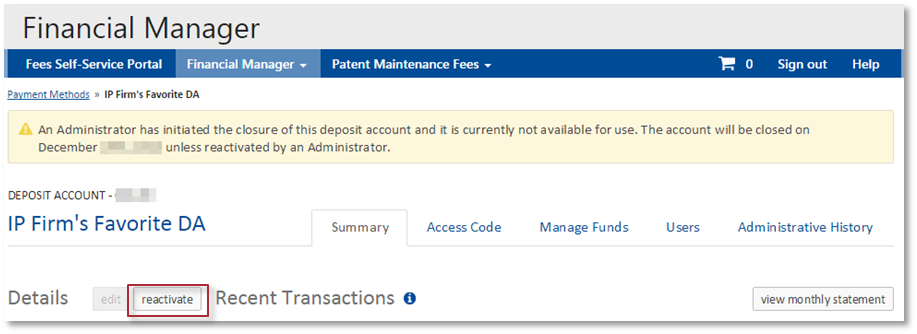 Financial Manager
Fees Self-Service Portal Financial Manager Patent Maintenance Fees 0 Sign out Help
Payment Methods » IP Firm's Favorite DA
An Administrator has initiated the closure of this deposit account and it is currently not available for use. The account will be closed on
December unless reactivated by an Administrator.
DEPOSIT ACCOUNT -
IP Firm's Favorite DA Summary Access Code Manage Funds Users Administrative History
Details edit reactivate Recent Transactions view monthly statement